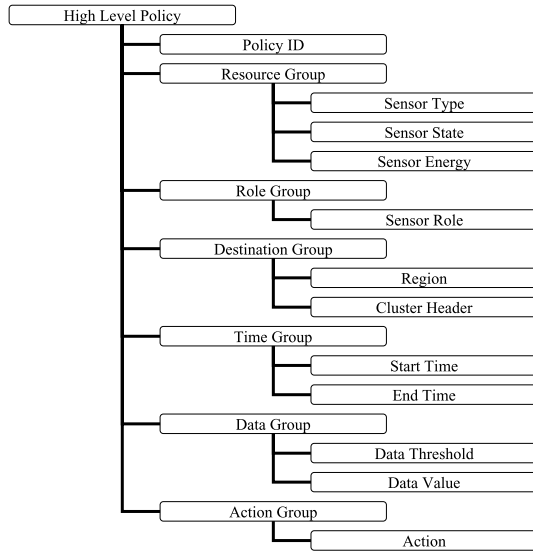 High Level Policy
Policy ID
Resource Group
Sensor Type
Sensor State
Sensor Energy
Role Group
Sensor Role
Destination Group
Region
Cluster Header
Time Group
Start Time
End Time
Data Group
Data Threshold
Data Value
Action Group
Action